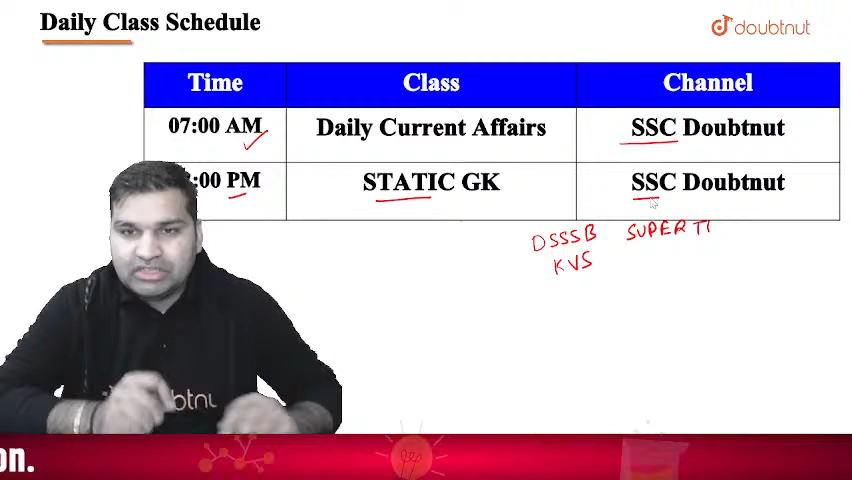 Daily Class Schedule
doubtnut
Time Class Channel
07:00 AM Daily Current Affairs SSC Doubtnut
:00 PM STATIC GK SSC Doubtnut
DSSSB SUPER
KVS
on.